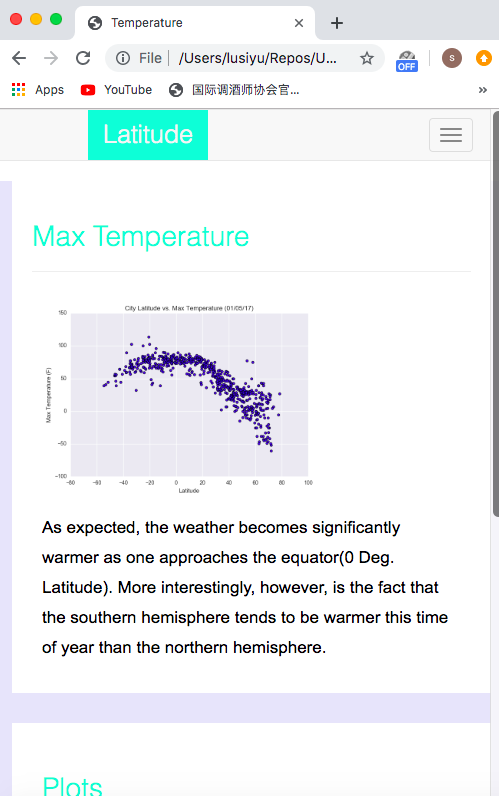 Temperature
File
/Users/lusiyu/Repos/U...
OFF
S
Apps
YouTube
国际调酒师协会官...
»
Latitude
Max Temperature
City Latitude vs. Max Temperature (01/05/17)
150
100
50
0
−50
−100
Max Temperature (F)
−80 −60 −40 −20 0 20 40 60 80 100
Latitude
As expected, the weather becomes significantly
warmer as one approaches the equator(0 Deg.
Latitude). More interestingly, however, is the fact that
the southern hemisphere tends to be warmer this time
of year than the northern hemisphere.
Plots